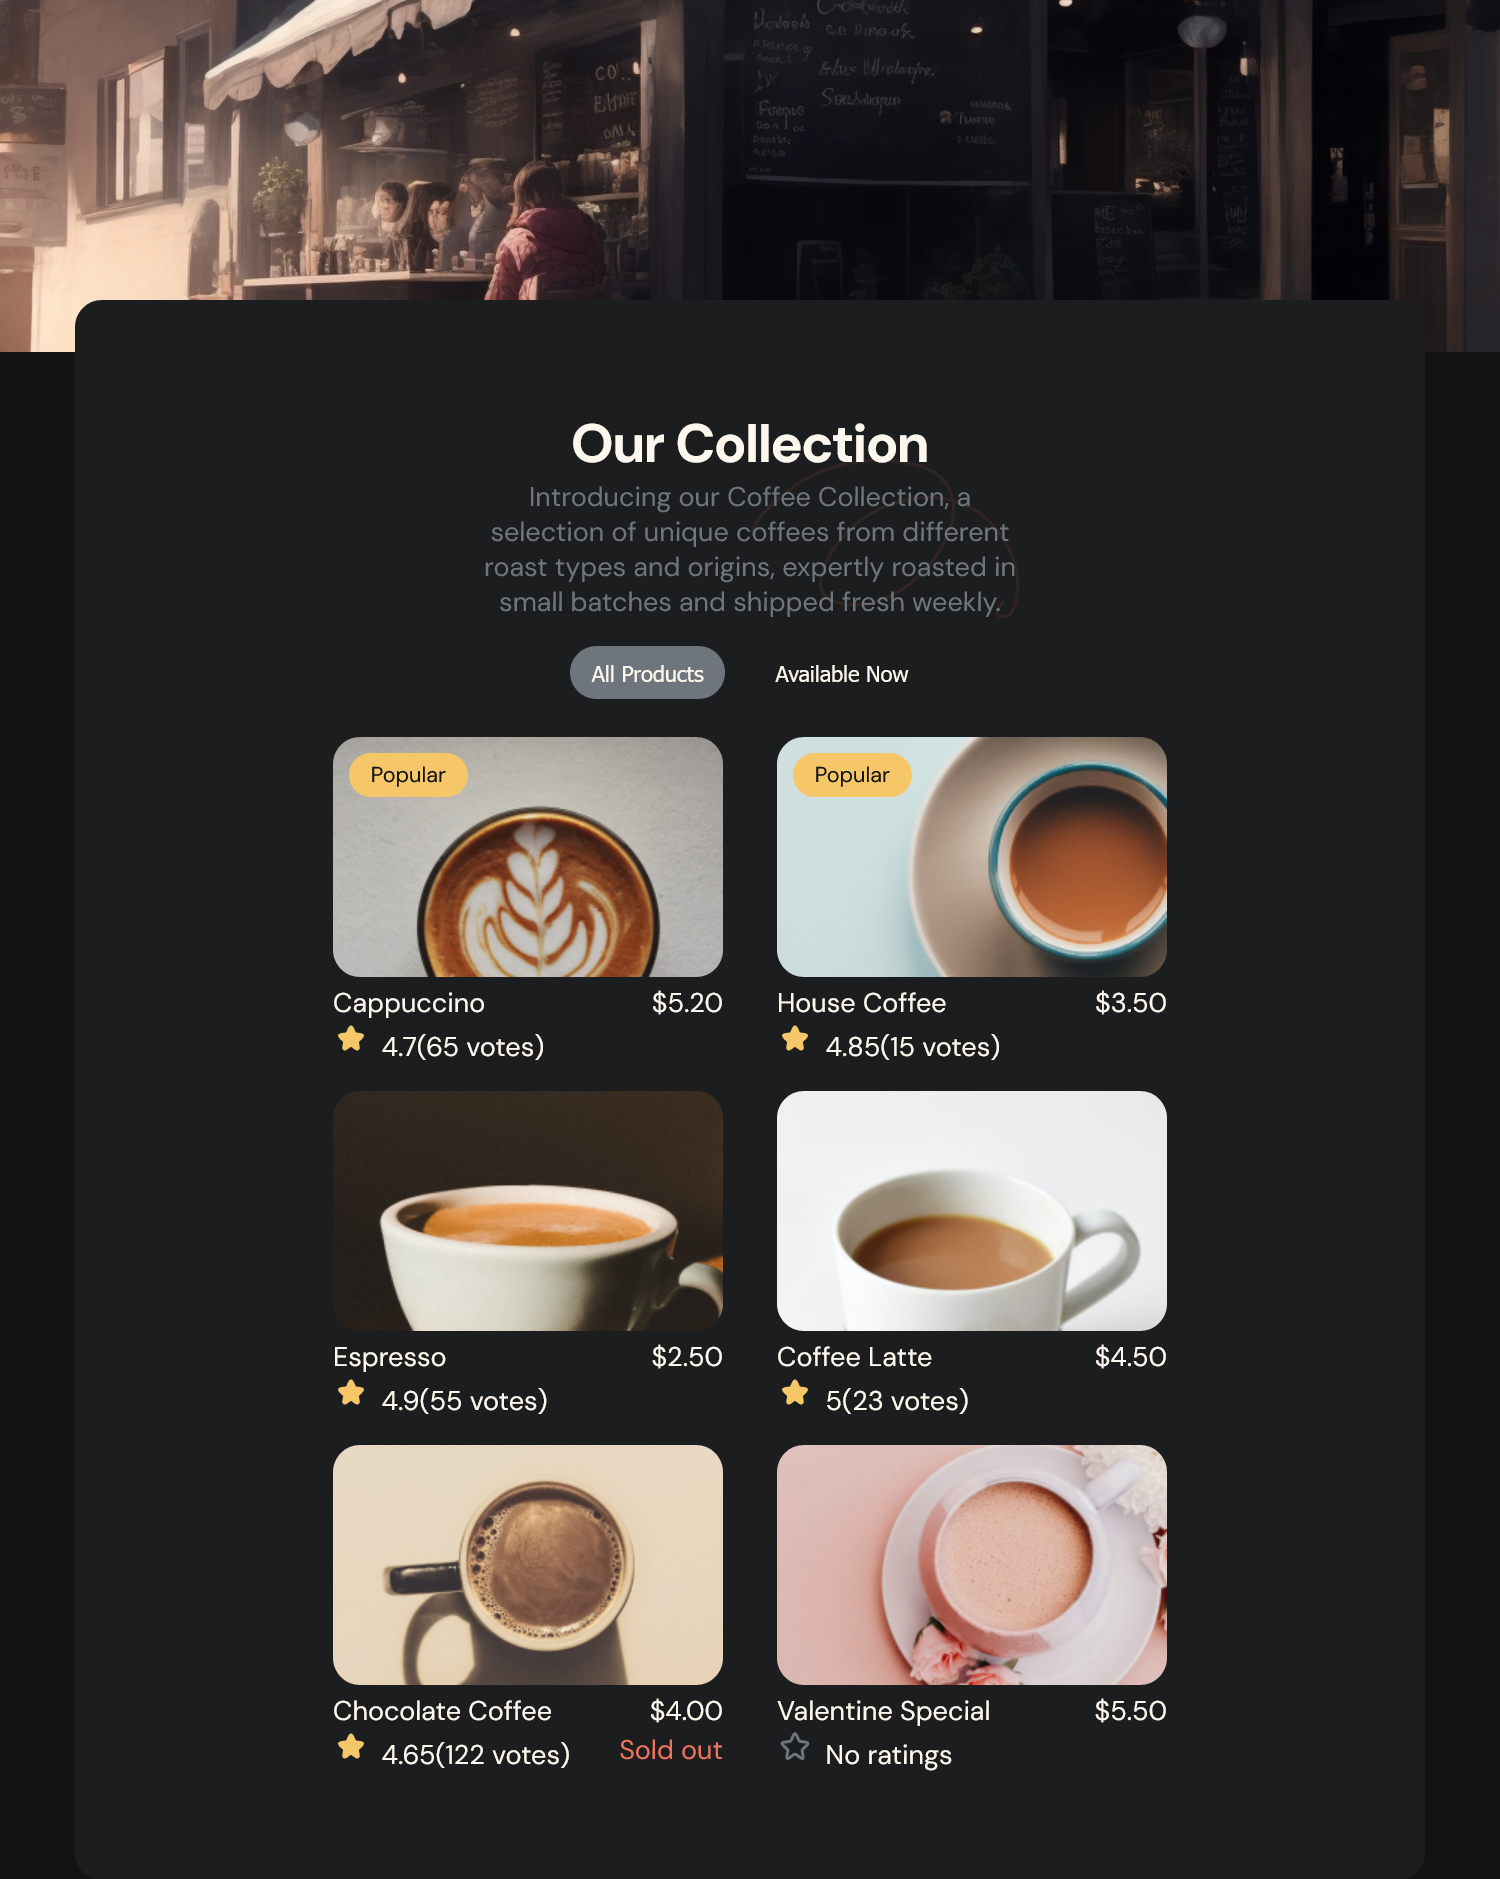 Our Collection
Introducing our Coffee Collection, a
selection of unique coffees from different
roast types and origins, expertly roasted in
small batches and shipped fresh weekly.
All Products
Available Now
Popular
Popular
Cappuccino $5.20
4.7(65 votes)
House Coffee $3.50
4.85(15 votes)
Espresso $2.50
4.9(55 votes)
Coffee Latte $4.50
5(23 votes)
Chocolate Coffee $4.00
4.65(122 votes) Sold out
Valentine Special $5.50
No ratings